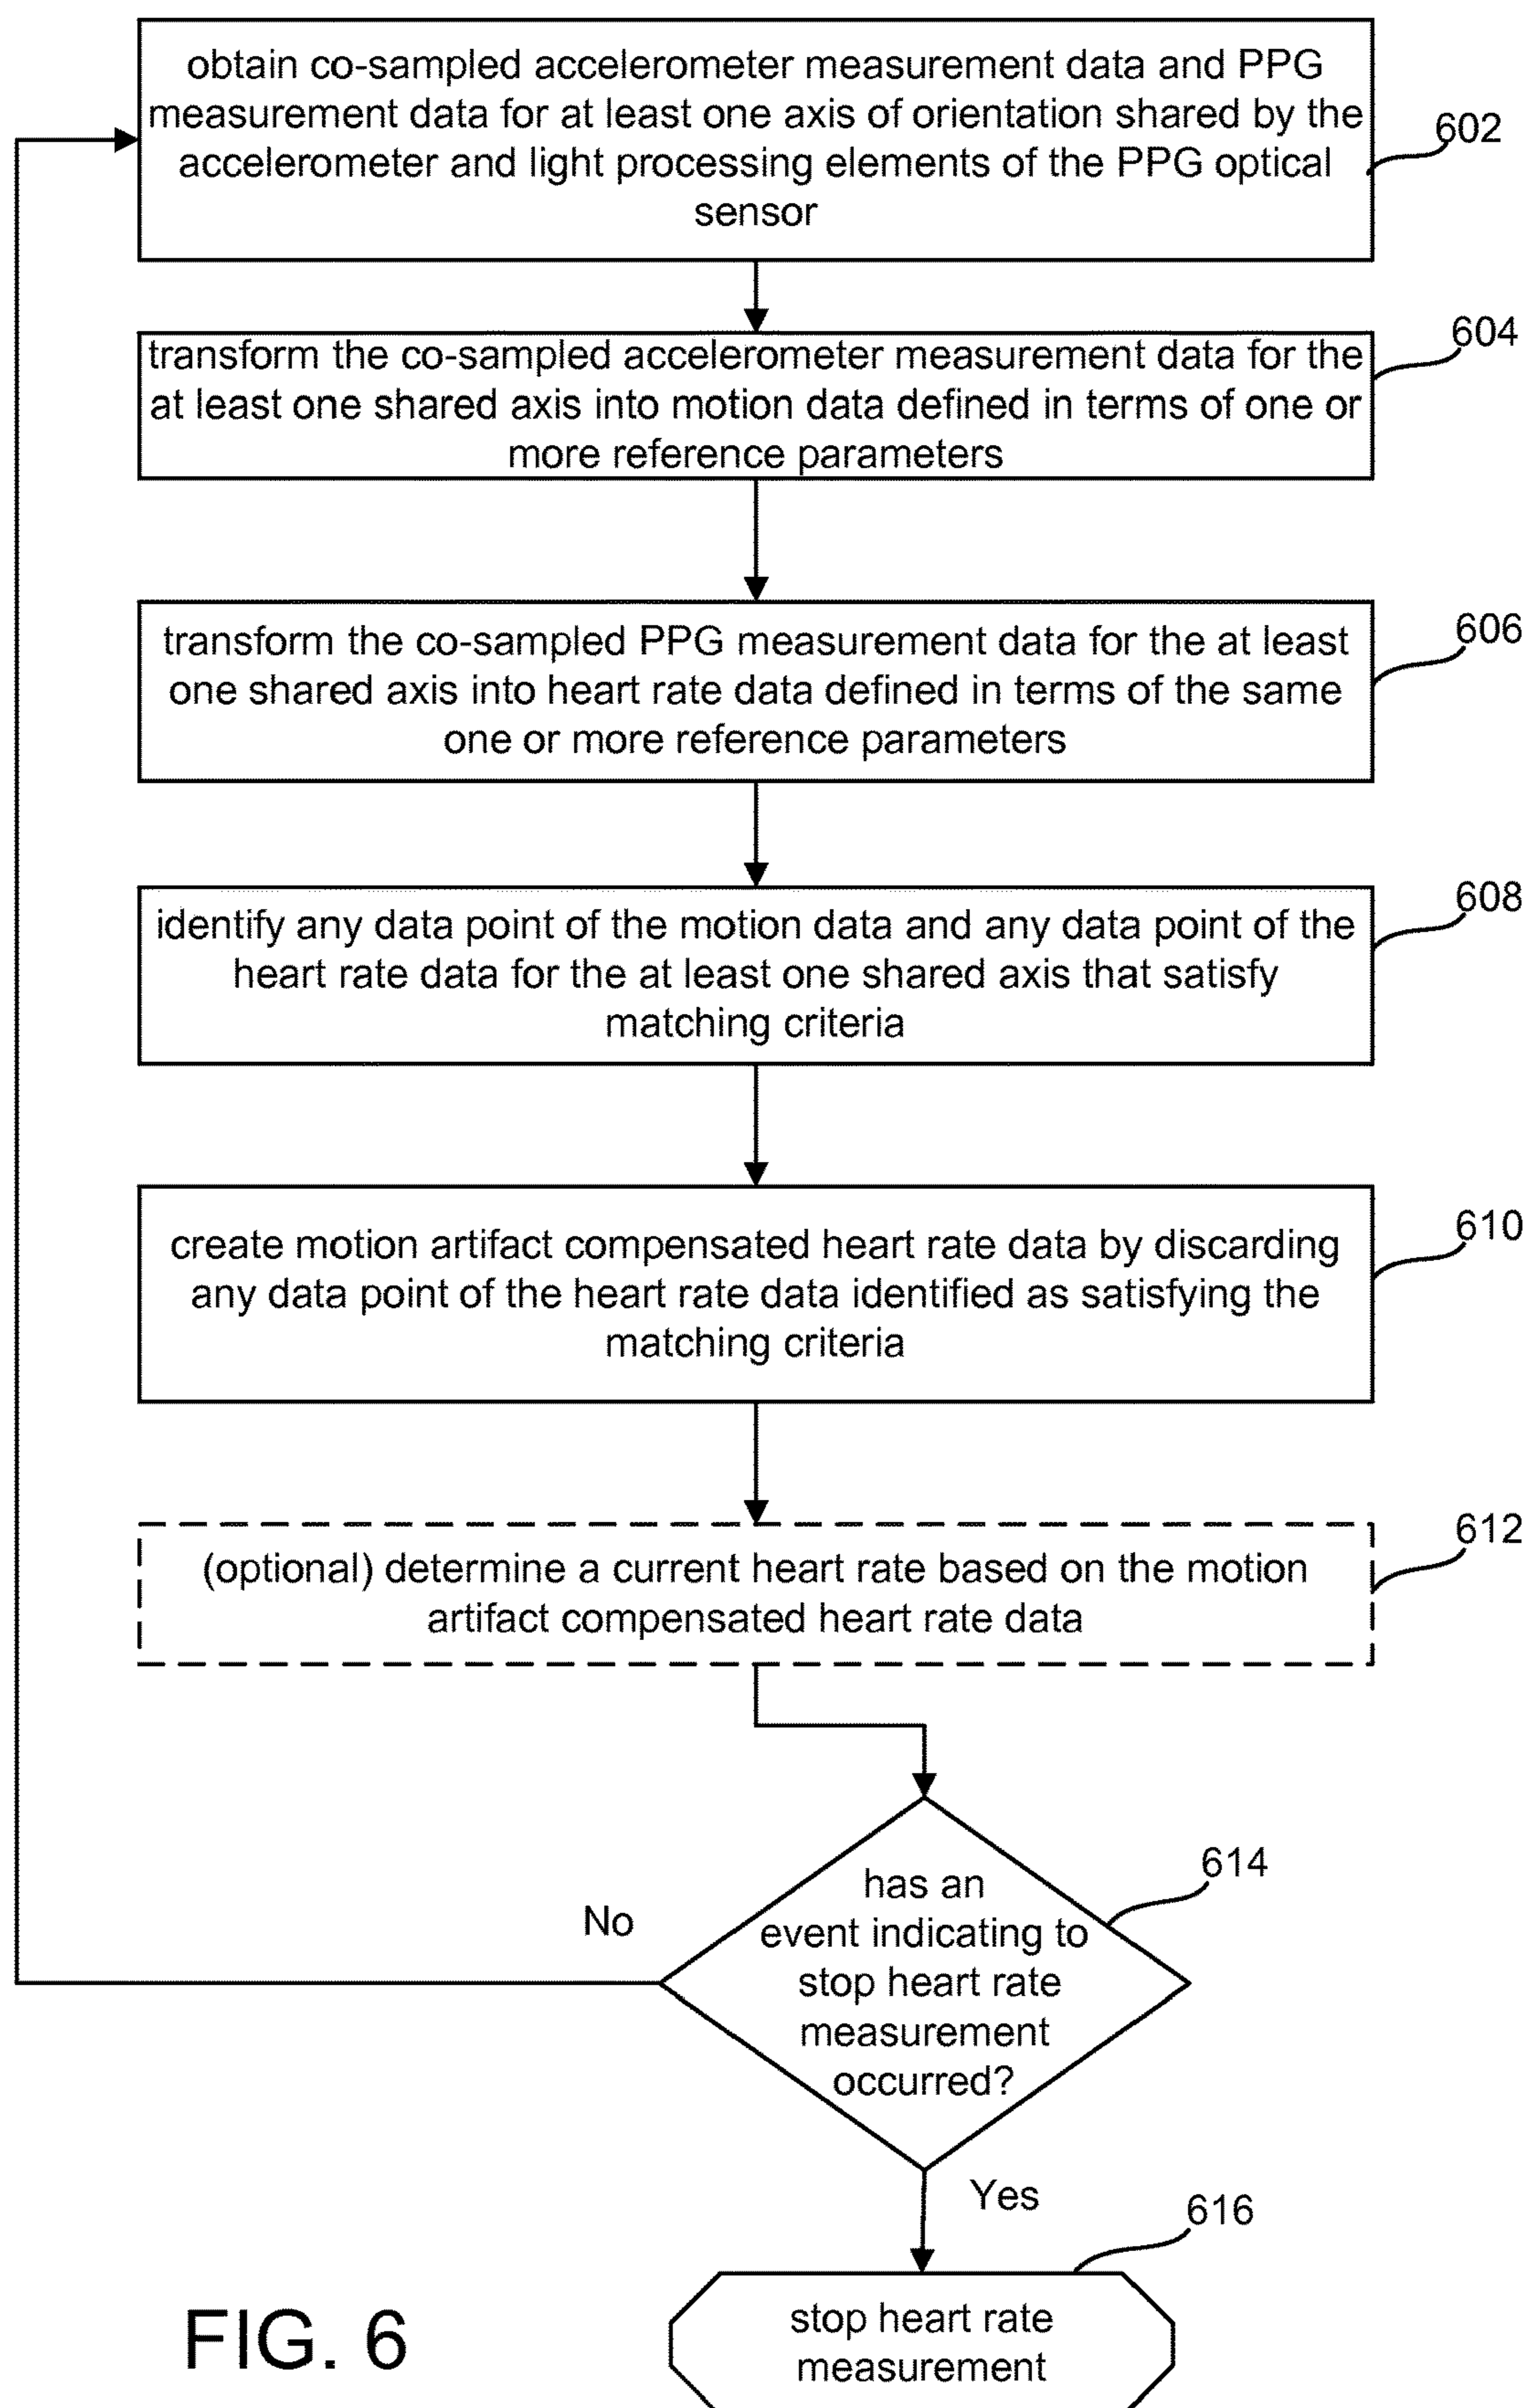 obtain co-sampled accelerometer measurement data and PPG
measurement data for at least one axis of orientation shared by the
accelerometer and light processing elements of the PPG optical
sensor
602
transform the co-sampled accelerometer measurement data for the
at least one shared axis into motion data defined in terms of one or
more reference parameters
604
transform the co-sampled PPG measurement data for the at least
one shared axis into heart rate data defined in terms of the same
one or more reference parameters
606
identify any data point of the motion data and any data point of the
heart rate data for the at least one shared axis that satisfy
matching criteria
608
create motion artifact compensated heart rate data by discarding
any data point of the heart rate data identified as satisfying the
matching criteria
610
(optional) determine a current heart rate based on the motion
artifact compensated heart rate data
612
has an
event indicating to
stop heart rate
measurement
occurred?
614
No
Yes
616
stop heart rate
measurement
FIG. 6